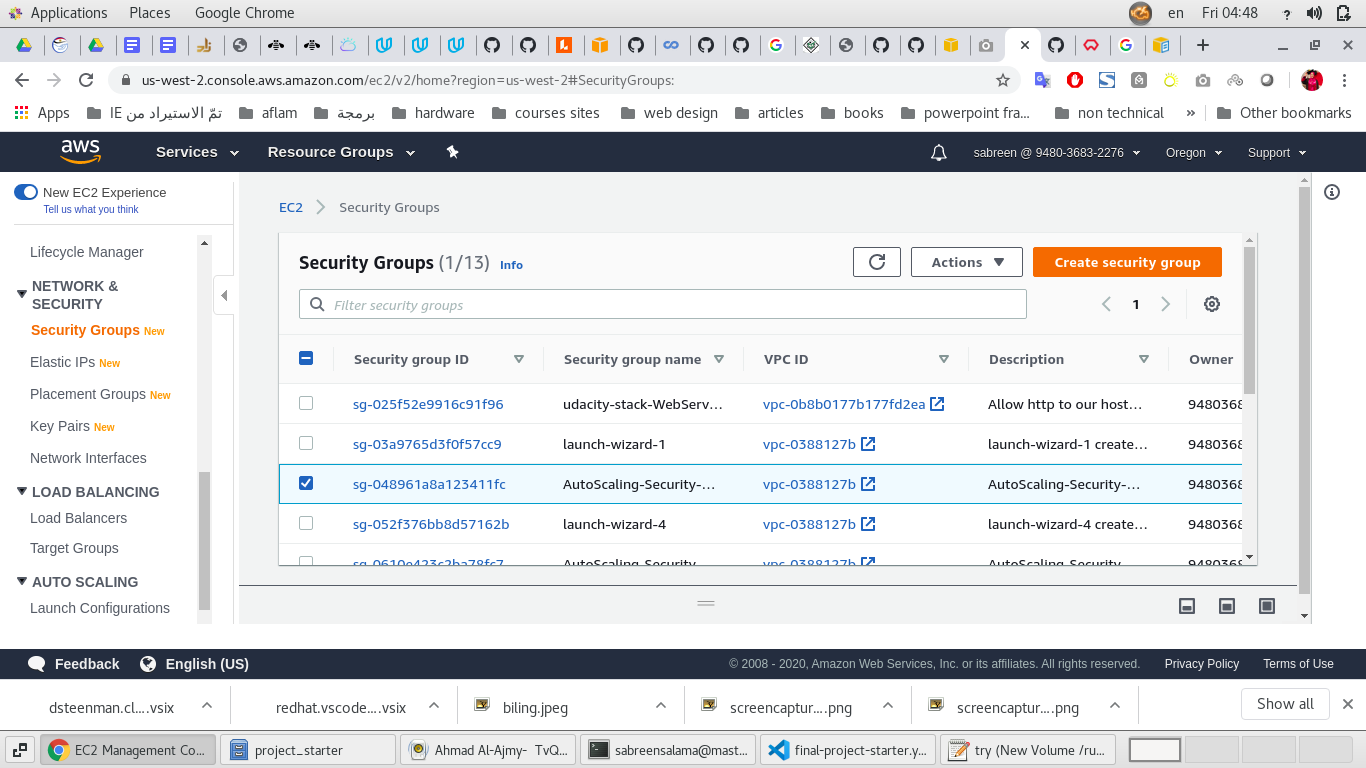 Applications Places Google Chrome en Fri 04:48
us-west-2.console.aws.amazon.com/ec2/v2/home?region=us-west-2#SecurityGroups:
Apps تمّ الاستيراد من IE aflam برمجة hardware courses sites web design articles books powerpoint fra... non technical » Other bookmarks
aws Services Resource Groups sabreen @ 9480-3683-2276 Oregon Support
New EC2 Experience
Tell us what you think
Lifecycle Manager
NETWORK &
SECURITY
Security Groups New
Elastic IPs New
Placement Groups New
Key Pairs New
Network Interfaces
LOAD BALANCING
Load Balancers
Target Groups
AUTO SCALING
Launch Configurations
EC2 Security Groups
Security Groups (1/13) Info Actions Create security group
Filter security groups 1
Security group ID Security group name VPC ID Description Owner
sg-025f52e9916c91f96 udacity-stack-WebServ... vpc-0b8b0177b177fd2ea Allow http to our host... 9480368
sg-03a9765d3f0f57cc9 launch-wizard-1 vpc-0388127b launch-wizard-1 create... 9480368
sg-048961a8a123411fc AutoScaling-Security-... vpc-0388127b AutoScaling-Security-... 9480368
sg-052f376bb8d57162b launch-wizard-4 vpc-0388127b launch-wizard-4 create... 9480368
sg-0610e423c2ba78fc7 AutoScaling-Security vpc-0388127b AutoScaling-Security 9480368
Feedback English (US) © 2008 - 2020, Amazon Web Services, Inc. or its affiliates. All rights reserved. Privacy Policy Terms of Use
dsteenman.cl....vsix redhat.vscode....vsix biling.jpeg screencaptur....png screencaptur....png Show all
EC2 Management Co... project_starter Ahmad Al-Ajmy- TvQ... sabreensalama@mast... final-project-starter.y... try (New Volume /ru...